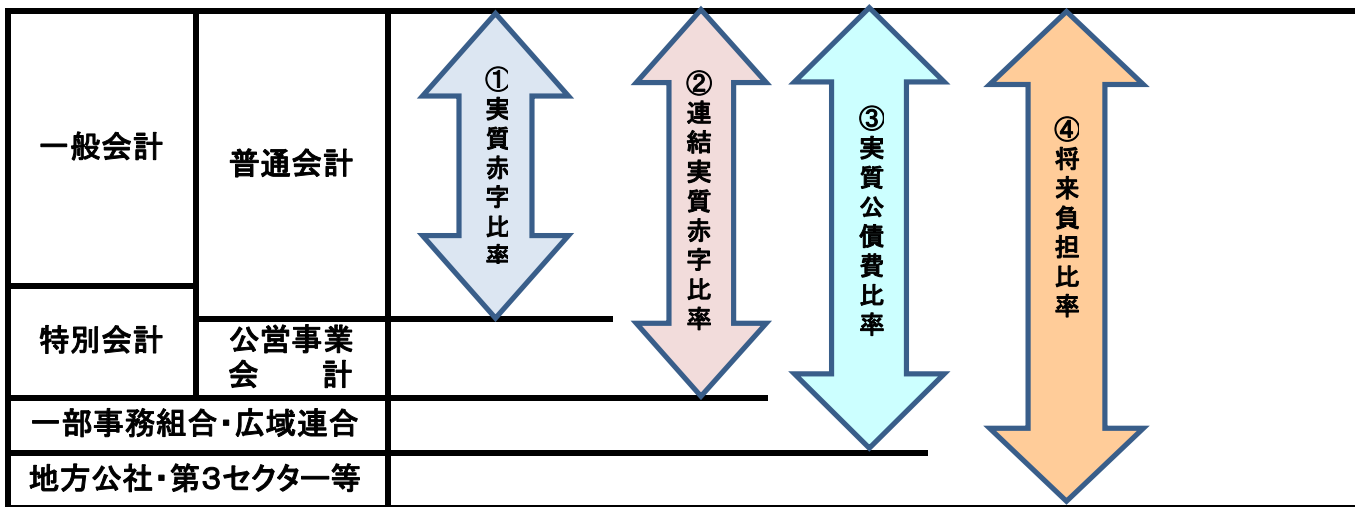 一般会計
普通会計
①実質赤字比率
②連結実質赤字比率
③実質公債費比率
④将来負担比率
特別会計
公営事業
会　　計
一部事務組合・広域連合
地方公社・第３セクター等